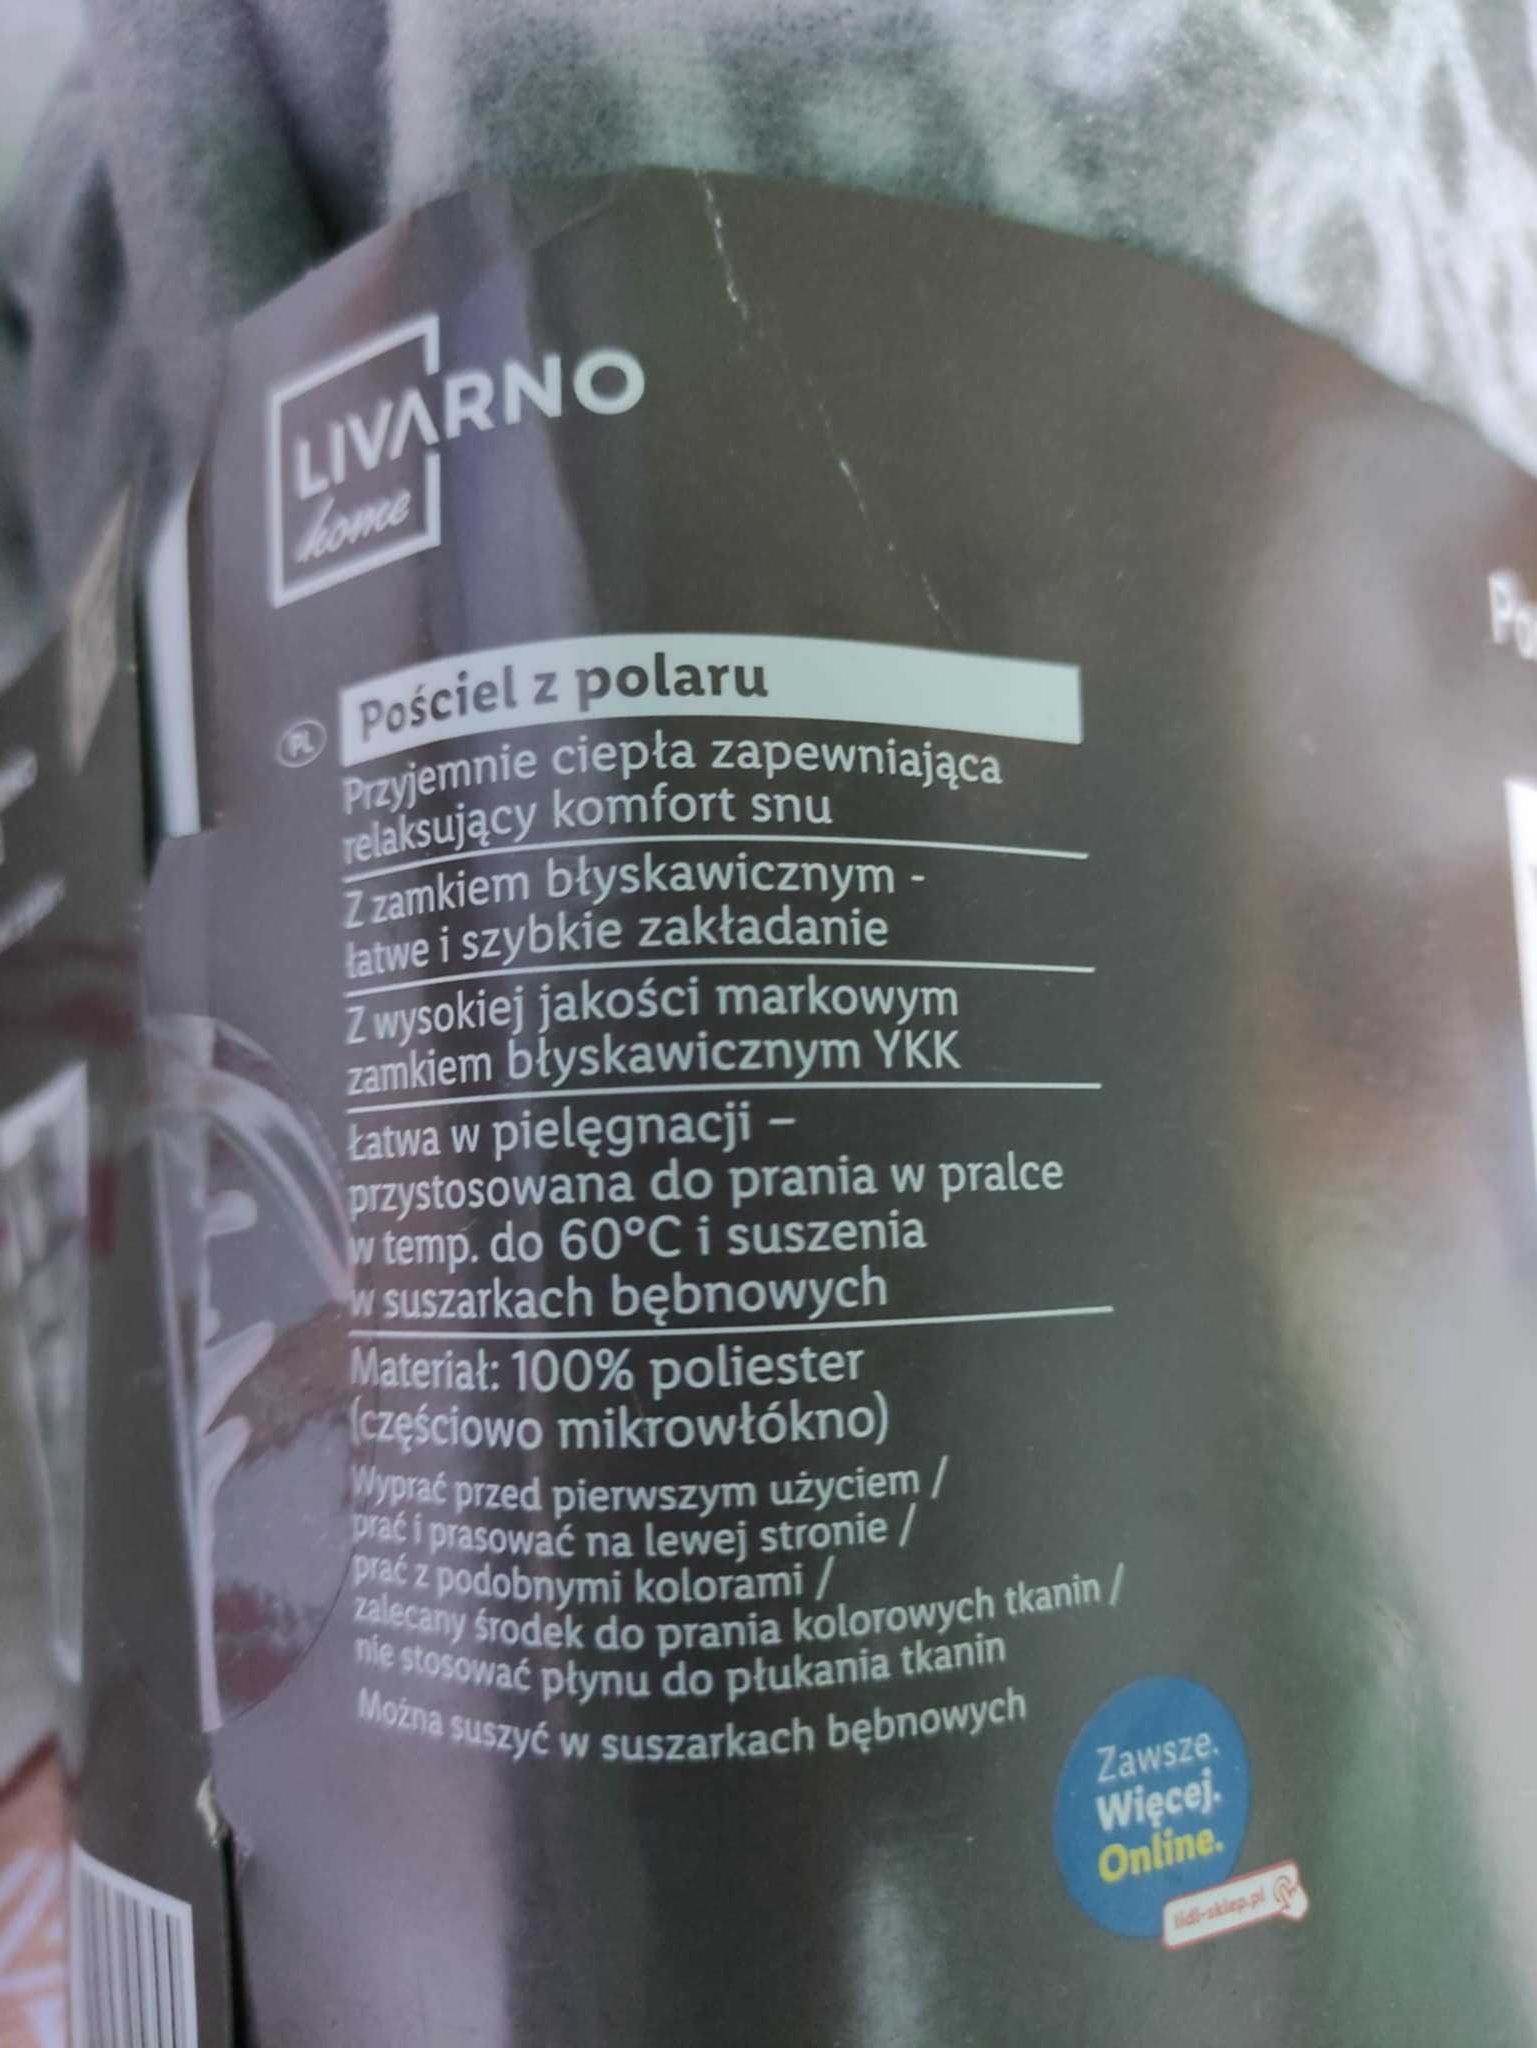 LIVARNO
home
PL
Pościel z polaru
Przyjemnie ciepła zapewniająca
relaksujący komfort snu
Z zamkiem błyskawicznym -
łatwe i szybkie zakładanie
Z wysokiej jakości markowym
zamkiem błyskawicznym YKK
Łatwa w pielęgnacji –
przystosowana do prania w pralce
w temp. do 60°C i suszenia
w suszarkach bębnowych
Materiał: 100% poliester
(częściowo mikrowłókno)
Wyprać przed pierwszym użyciem /
prać i prasować na lewej stronie /
prać z podobnymi kolorami /
zalecany środek do prania kolorowych tkanin /
nie stosować płynu do płukania tkanin
Można suszyć w suszarkach bębnowych
Zawsze.
Więcej.
Online.
lidl-sklep.pl